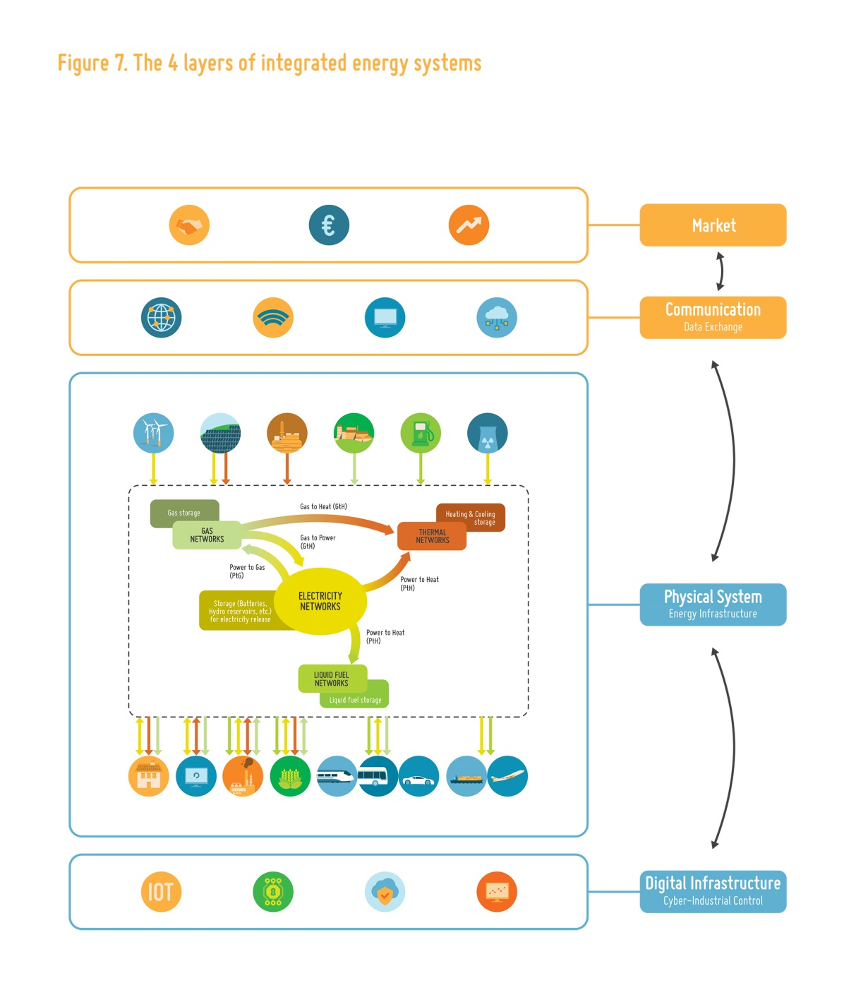 Figure 7. The 4 layers of integrated energy systems
€
Market
Communication
Data Exchange
Gas storage
GAS
NETWORKS
Gas to Heat (GtH)
Heating & Cooling
storage
THERMAL
NETWORKS
Gas to Power
(GtH)
Power to Gas
(PtG)
Power to Heat
(PtH)
ELECTRICITY
NETWORKS
Storage (Batteries,
Hydro reservoirs, etc.)
for electricity release
Power to Heat
(PtH)
LIQUID FUEL
NETWORKS
Liquid fuel storage
Physical System
Energy Infrastructure
IOT
Digital Infrastructure
Cyber-Industrial Control